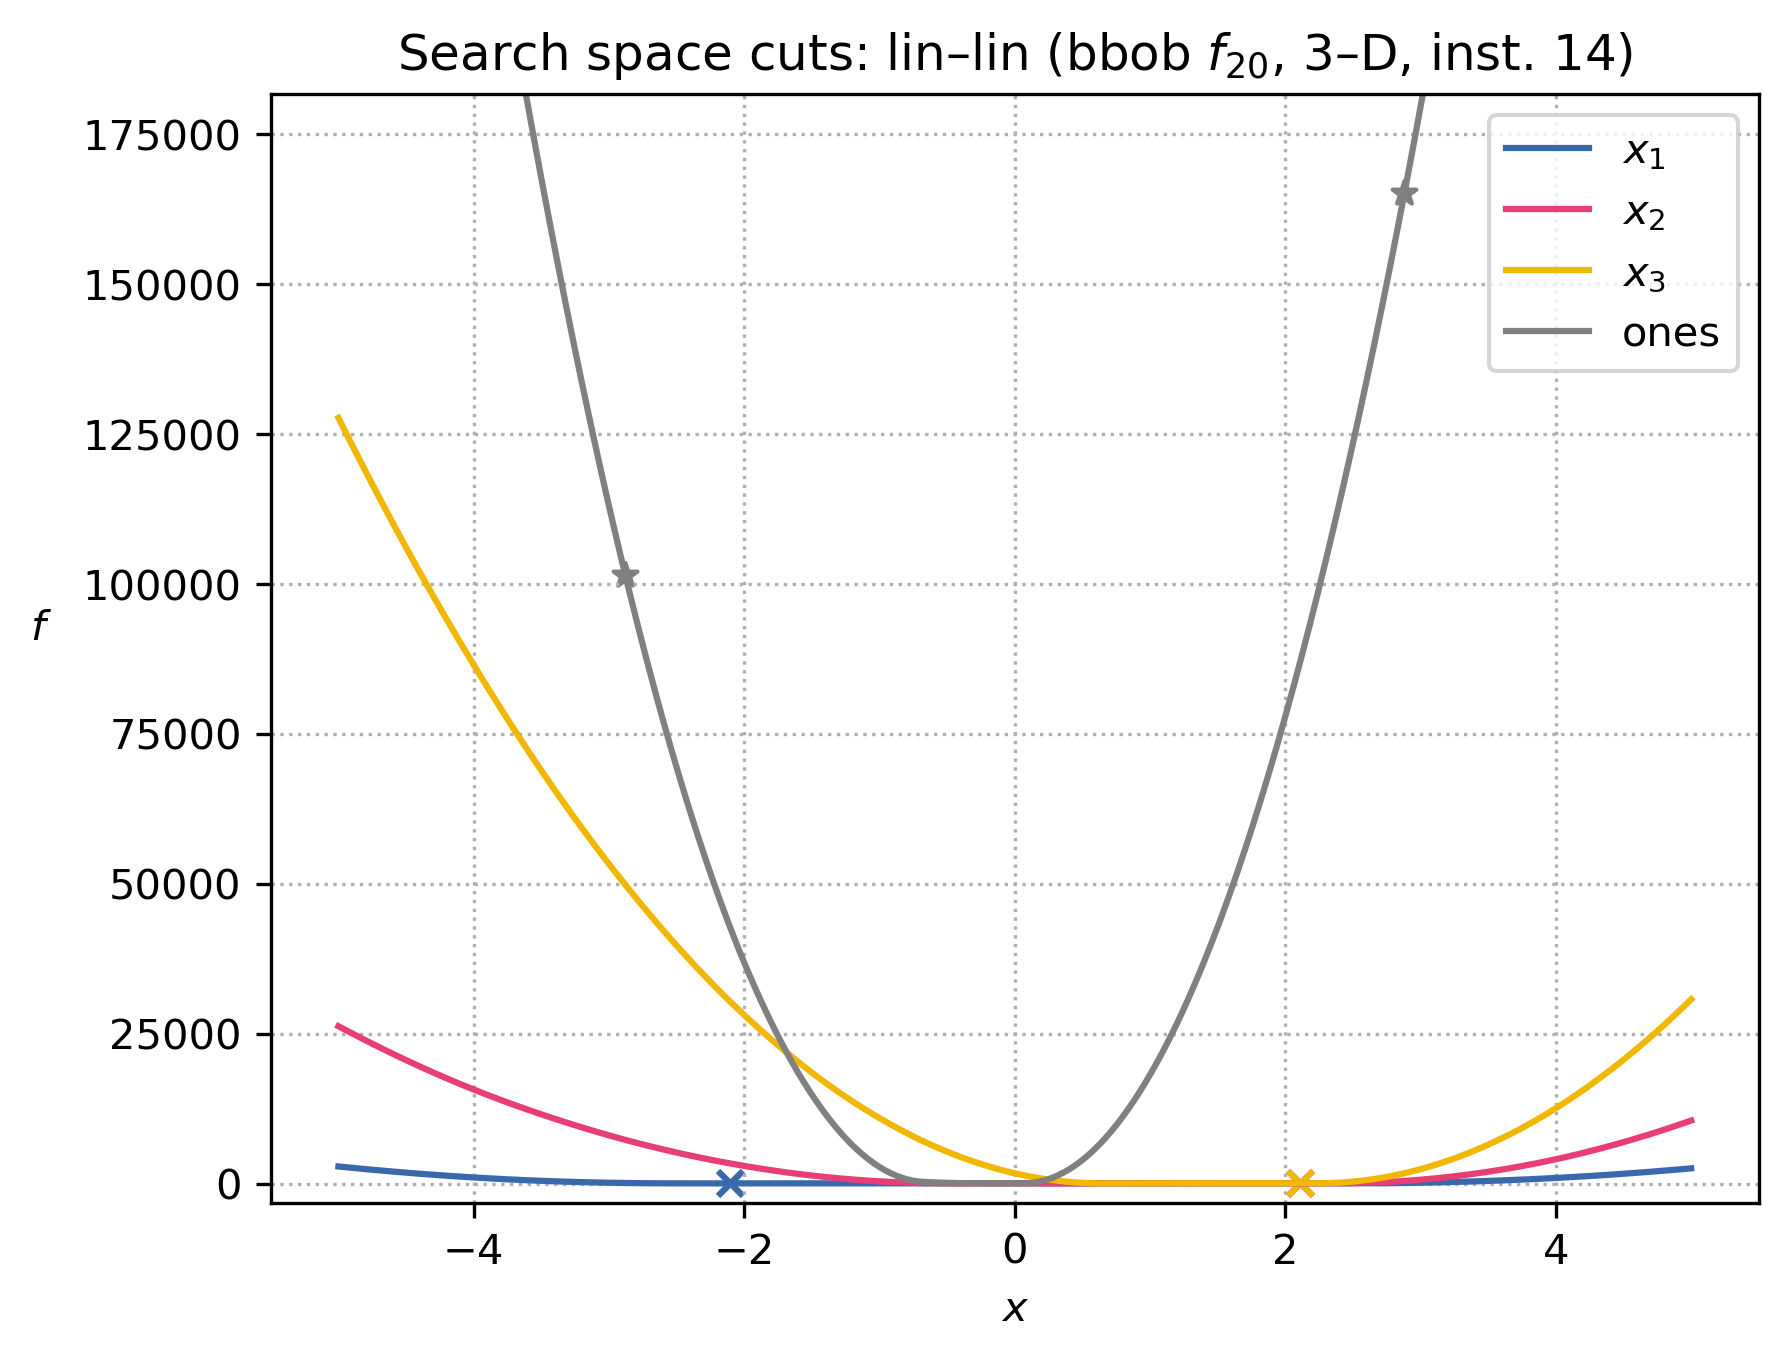 Search space cuts: lin–lin (bbob f₂₀, 3–D, inst. 14)
175000
150000
125000
100000
75000
50000
25000
0
f
x₁
x₂
x₃
ones
−4 −2 0 2 4
x